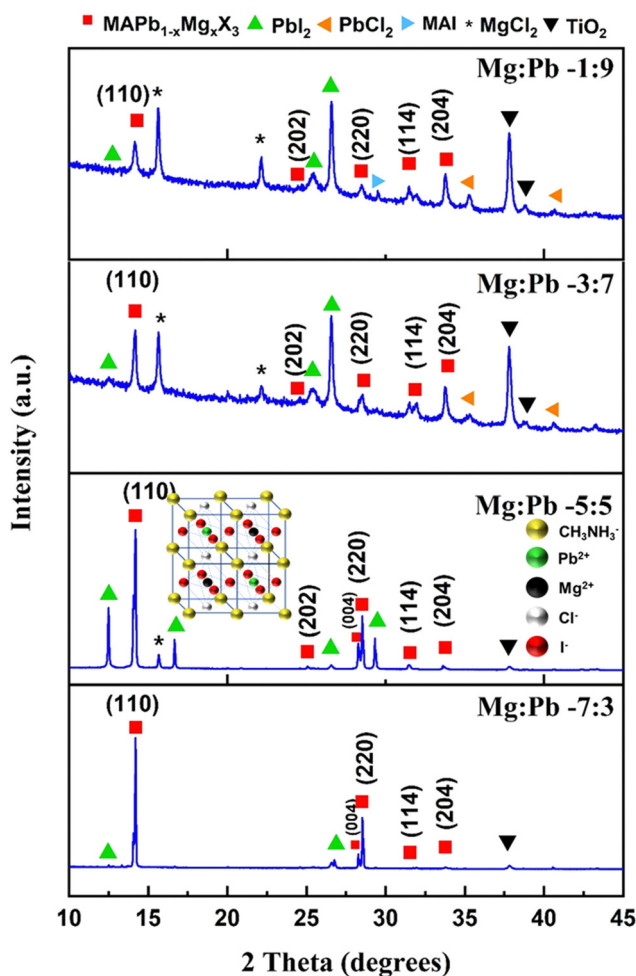 MAPb1-xMgxX3 PbI2 PbCl2 MAI * MgCl2 TiO2
Mg:Pb -1:9
(110) * * (202) (220) (114) (204)
Mg:Pb -3:7
(110) * * (202) (220) (114) (204)
Mg:Pb -5:5
(110) * (202) (004) (220) (114) (204)
CH3NH3-
Pb2+
Mg2+
Cl-
I-
Mg:Pb -7:3
(110) (004) (220) (114) (204)
10 15 20 25 30 35 40 45
2 Theta (degrees)
Intensity (a.u.)